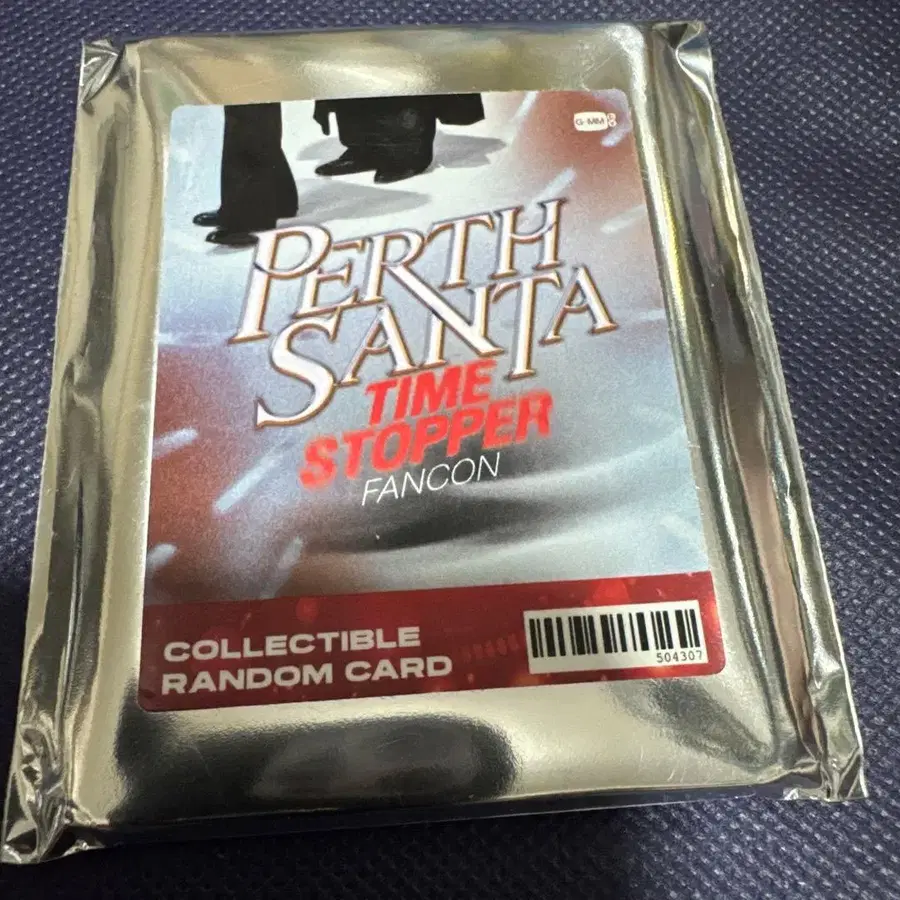 G-MM
PERTH
SANTA
TIME
STOPPER
FANCON
COLLECTIBLE
RANDOM CARD
504307